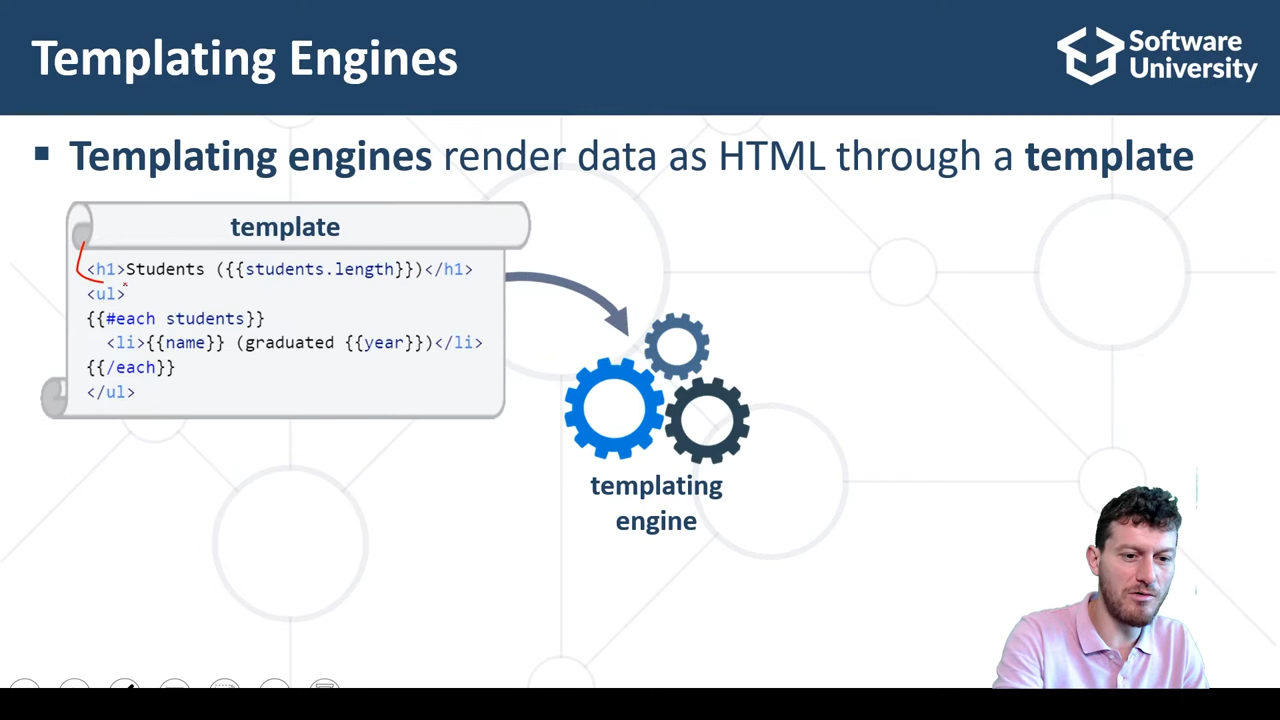 Templating Engines
Software
University
▪ Templating engines render data as HTML through a template
template
<h1>Students ({{students.length}})</h1>
<ul>
{{#each students}}
  <li>{{name}} (graduated {{year}})</li>
{{/each}}
</ul>
templating
engine